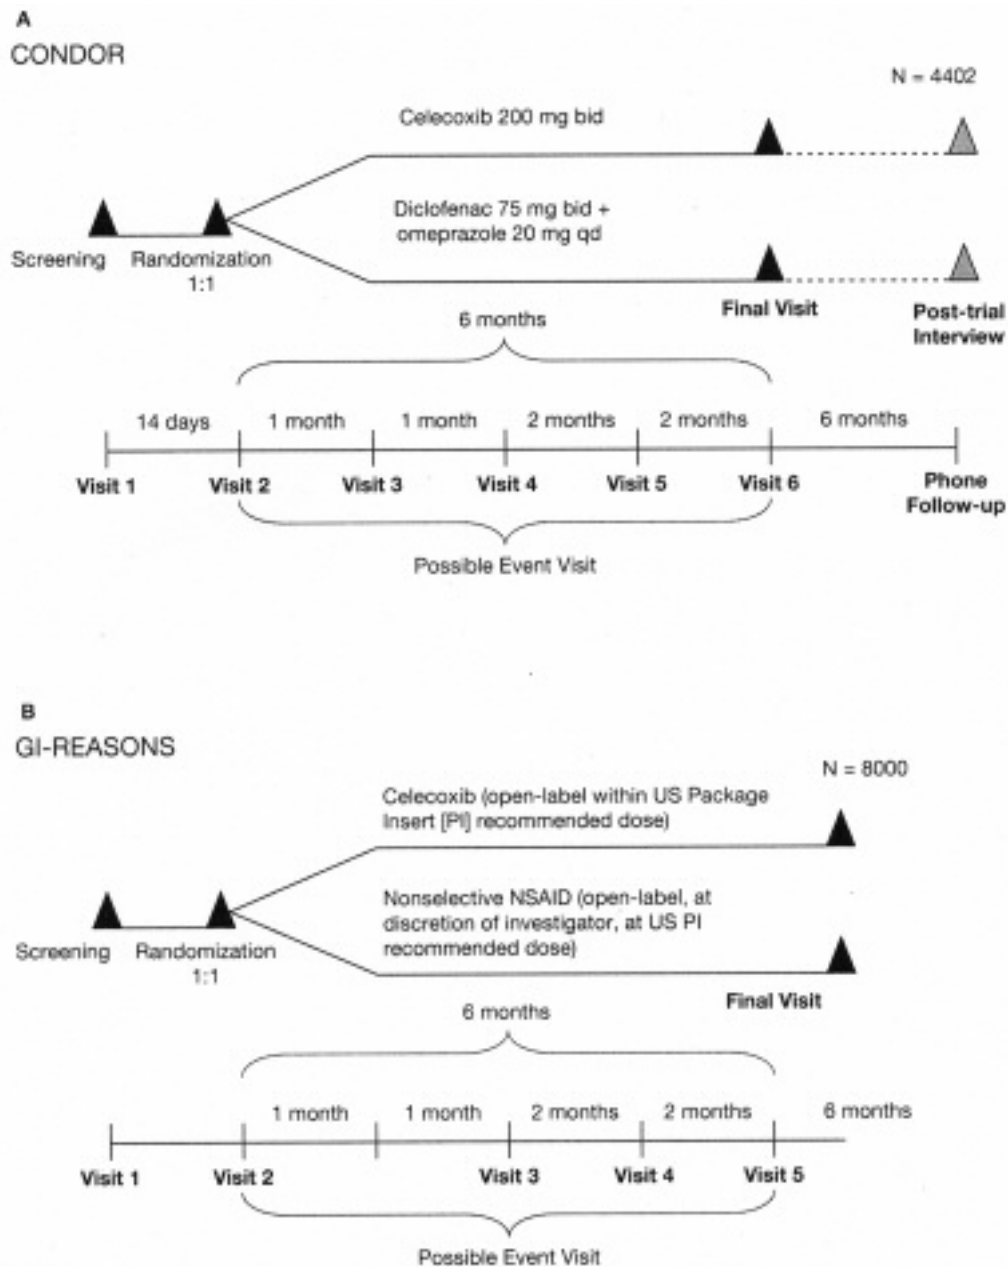 A
CONDOR
N = 4402
Celecoxib 200 mg bid
Diclofenac 75 mg bid +
omeprazole 20 mg qd
Screening
Randomization
1:1
Final Visit
Post-trial
Interview
6 months
14 days
1 month
1 month
2 months
2 months
6 months
Visit 1
Visit 2
Visit 3
Visit 4
Visit 5
Visit 6
Phone
Follow-up
Possible Event Visit
B
GI-REASONS
N = 8000
Celecoxib (open-label within US Package
Insert [PI] recommended dose)
Nonselective NSAID (open-label, at
discretion of investigator, at US PI
recommended dose)
Screening
Randomization
1:1
Final Visit
6 months
1 month
1 month
2 months
2 months
6 months
Visit 1
Visit 2
Visit 3
Visit 4
Visit 5
Possible Event Visit